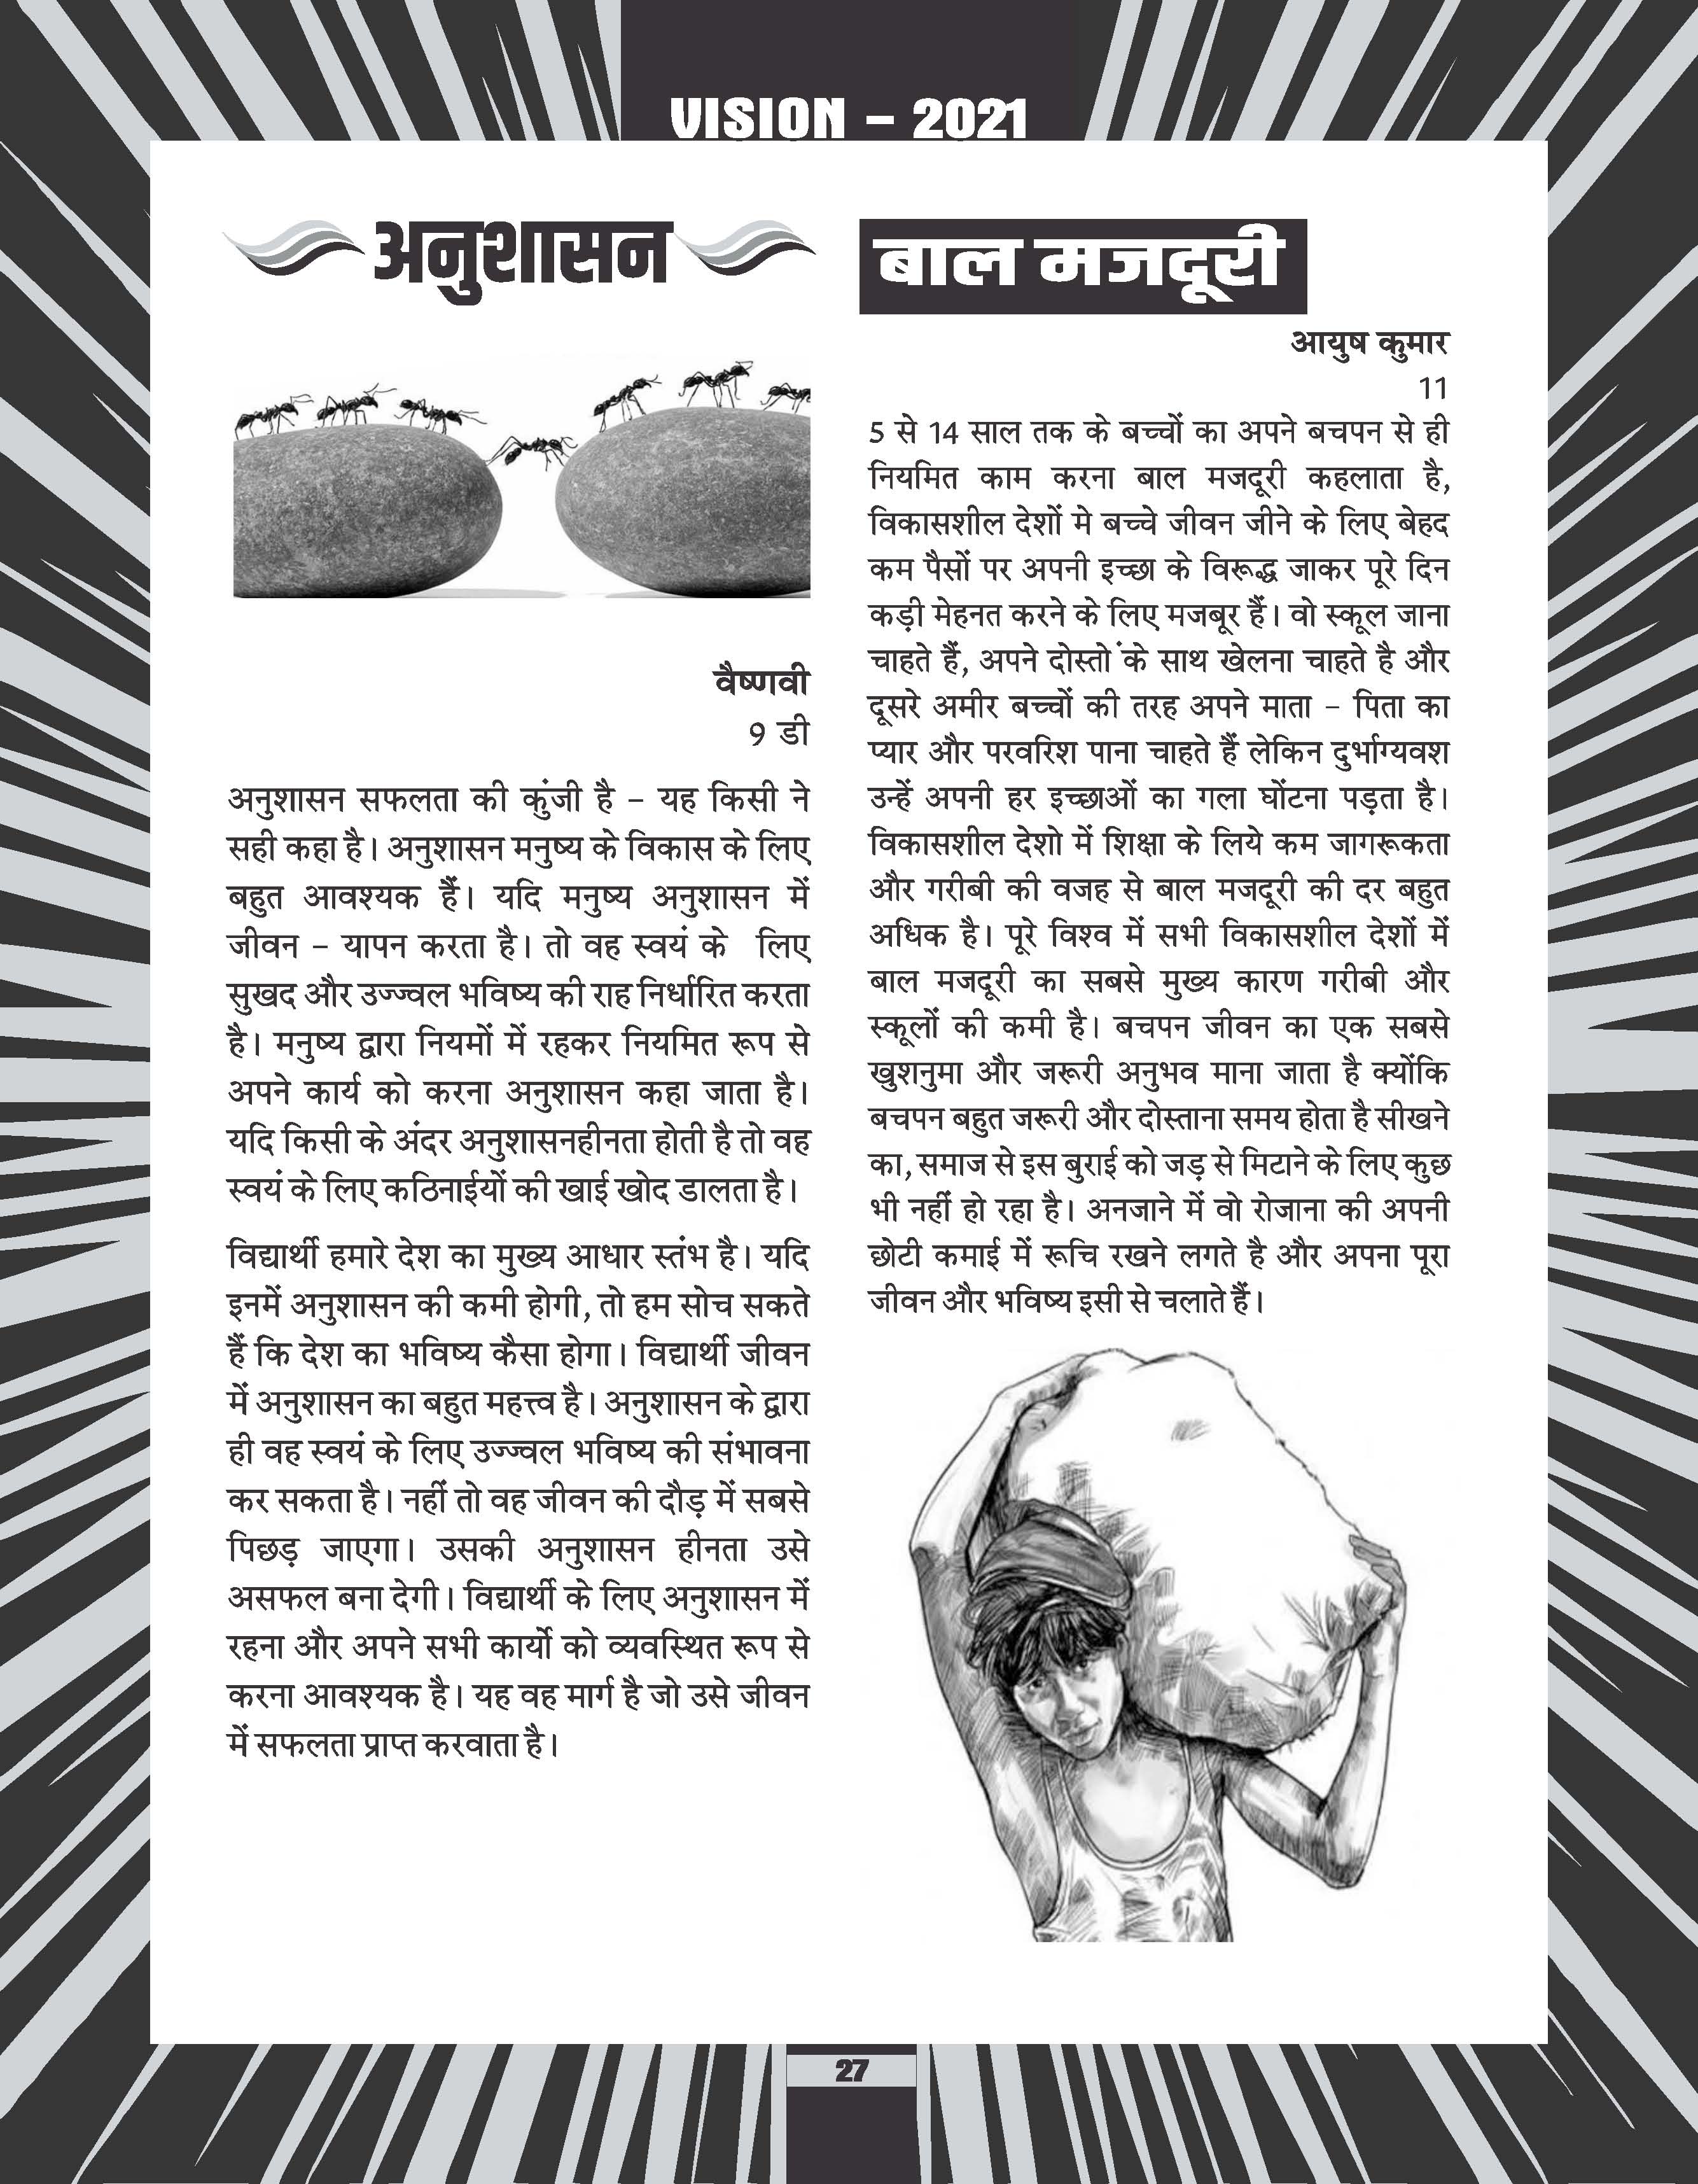 VISION – 2021
अनुशासन
वैष्णवी
9 डी
अनुशासन सफलता की कुंजी है – यह किसी ने
सही कहा है। अनुशासन मनुष्य के विकास के लिए
बहुत आवश्यक हैं। यदि मनुष्य अनुशासन में
जीवन – यापन करता है। तो वह स्वयं के लिए
सुखद और उज्ज्वल भविष्य की राह निर्धारित करता
है। मनुष्य द्वारा नियमों में रहकर नियमित रूप से
अपने कार्य को करना अनुशासन कहा जाता है।
यदि किसी के अंदर अनुशासनहीनता होती है तो वह
स्वयं के लिए कठिनाईयों की खाई खोद डालता है।
विद्यार्थी हमारे देश का मुख्य आधार स्तंभ है। यदि
इनमें अनुशासन की कमी होगी, तो हम सोच सकते
हैं कि देश का भविष्य कैसा होगा। विद्यार्थी जीवन
में अनुशासन का बहुत महत्त्व है। अनुशासन के द्वारा
ही वह स्वयं के लिए उज्ज्वल भविष्य की संभावना
कर सकता है। नहीं तो वह जीवन की दौड़ में सबसे
पिछड़ जाएगा। उसकी अनुशासन हीनता उसे
असफल बना देगी। विद्यार्थी के लिए अनुशासन में
रहना और अपने सभी कार्यो को व्यवस्थित रूप से
करना आवश्यक है। यह वह मार्ग है जो उसे जीवन
में सफलता प्राप्त करवाता है।
बाल मजदूरी
आयुष कुमार
11
5 से 14 साल तक के बच्चों का अपने बचपन से ही
नियमित काम करना बाल मजदूरी कहलाता है,
विकासशील देशों मे बच्चे जीवन जीने के लिए बेहद
कम पैसों पर अपनी इच्छा के विरूद्ध जाकर पूरे दिन
कड़ी मेहनत करने के लिए मजबूर हैं। वो स्कूल जाना
चाहते हैं, अपने दोस्तों के साथ खेलना चाहते है और
दूसरे अमीर बच्चों की तरह अपने माता – पिता का
प्यार और परवरिश पाना चाहते हैं लेकिन दुर्भाग्यवश
उन्हें अपनी हर इच्छाओं का गला घोंटना पड़ता है।
विकासशील देशो में शिक्षा के लिये कम जागरूकता
और गरीबी की वजह से बाल मजदूरी की दर बहुत
अधिक है। पूरे विश्व में सभी विकासशील देशों में
बाल मजदूरी का सबसे मुख्य कारण गरीबी और
स्कूलों की कमी है। बचपन जीवन का एक सबसे
खुशनुमा और जरूरी अनुभव माना जाता है क्योंकि
बचपन बहुत जरूरी और दोस्ताना समय होता है सीखने
का, समाज से इस बुराई को जड़ से मिटाने के लिए कुछ
भी नहीं हो रहा है। अनजाने में वो रोजाना की अपनी
छोटी कमाई में रूचि रखने लगते है और अपना पूरा
जीवन और भविष्य इसी से चलाते हैं।
27